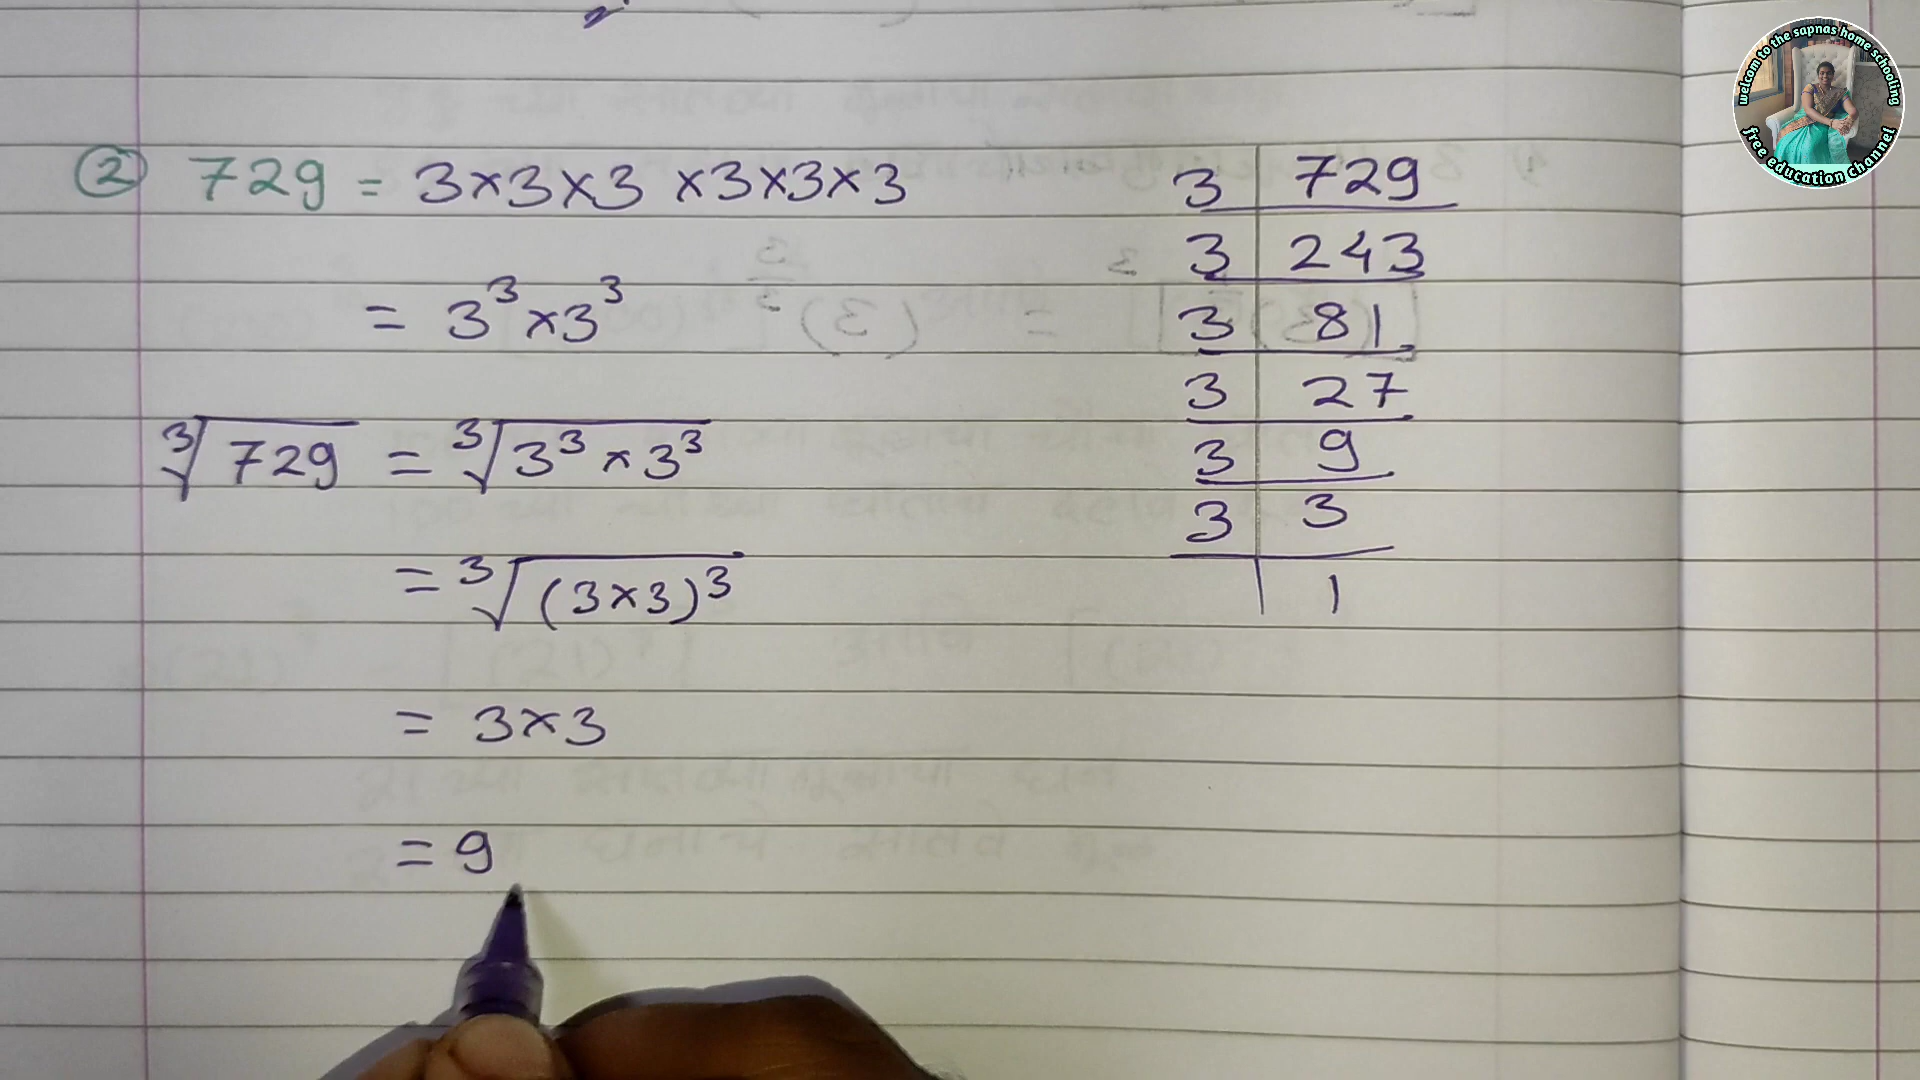 welcom to the sapnas home schooling
free education channel
② 729 = 3×3×3 ×3×3×3
= 3³×3³
∛729 = ∛3³×3³
= ∛(3×3)³
= 3×3
= 9
3 | 729
3 | 243
3 | 81
3 | 27
3 | 9
3 | 3
| 1